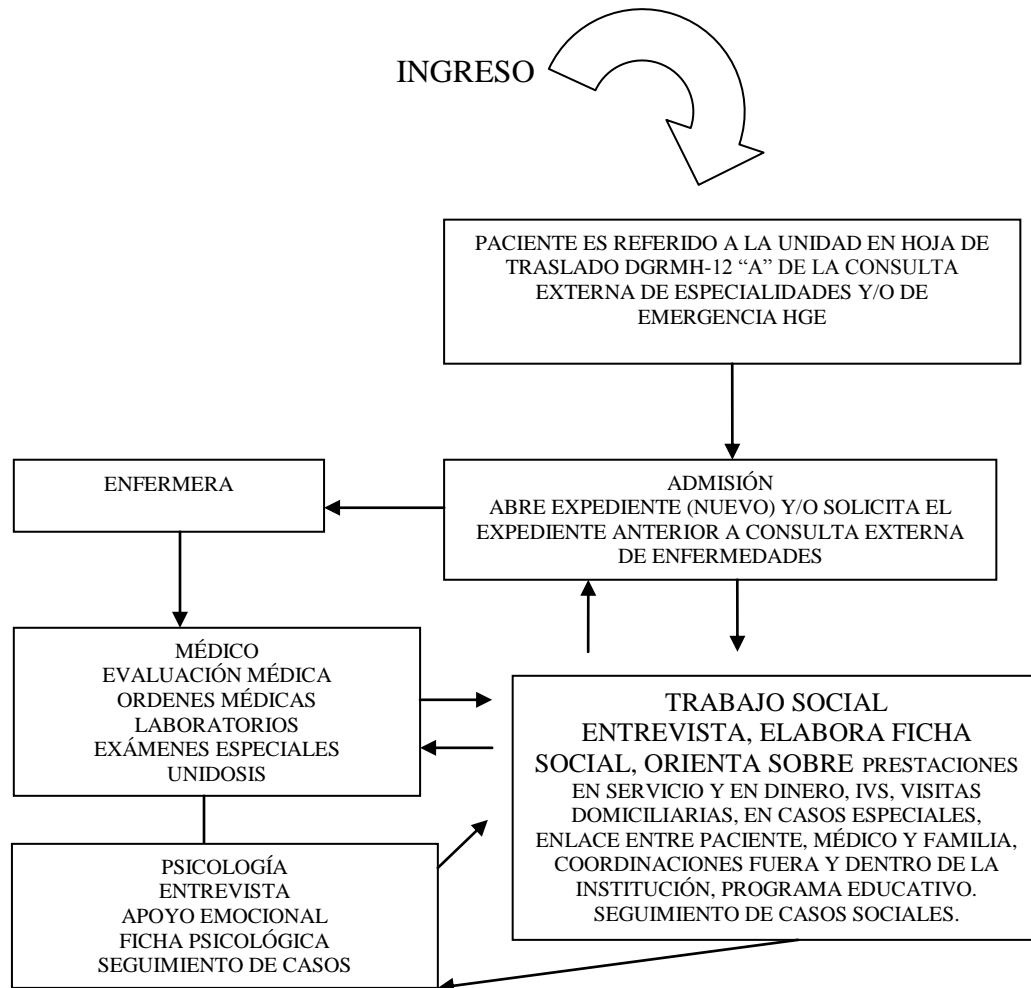 INGRESO
PACIENTE ES REFERIDO A LA UNIDAD EN HOJA DE
TRASLADO DGRMH-12 “A” DE LA CONSULTA
EXTERNA DE ESPECIALIDADES Y/O DE
EMERGENCIA HGE
ENFERMERA
ADMISIÓN
ABRE EXPEDIENTE (NUEVO) Y/O SOLICITA EL
EXPEDIENTE ANTERIOR A CONSULTA EXTERNA
DE ENFERMEDADES
MÉDICO
EVALUACIÓN MÉDICA
ORDENES MÉDICAS
LABORATORIOS
EXÁMENES ESPECIALES
UNIDOSIS
TRABAJO SOCIAL
ENTREVISTA, ELABORA FICHA
SOCIAL, ORIENTA SOBRE PRESTACIONES
EN SERVICIO Y EN DINERO, IVS, VISITAS
DOMICILIARIAS, EN CASOS ESPECIALES,
ENLACE ENTRE PACIENTE, MÉDICO Y FAMILIA,
COORDINACIONES FUERA Y DENTRO DE LA
INSTITUCIÓN, PROGRAMA EDUCATIVO.
SEGUIMIENTO DE CASOS SOCIALES.
PSICOLOGÍA
ENTREVISTA
APOYO EMOCIONAL
FICHA PSICOLÓGICA
SEGUIMIENTO DE CASOS